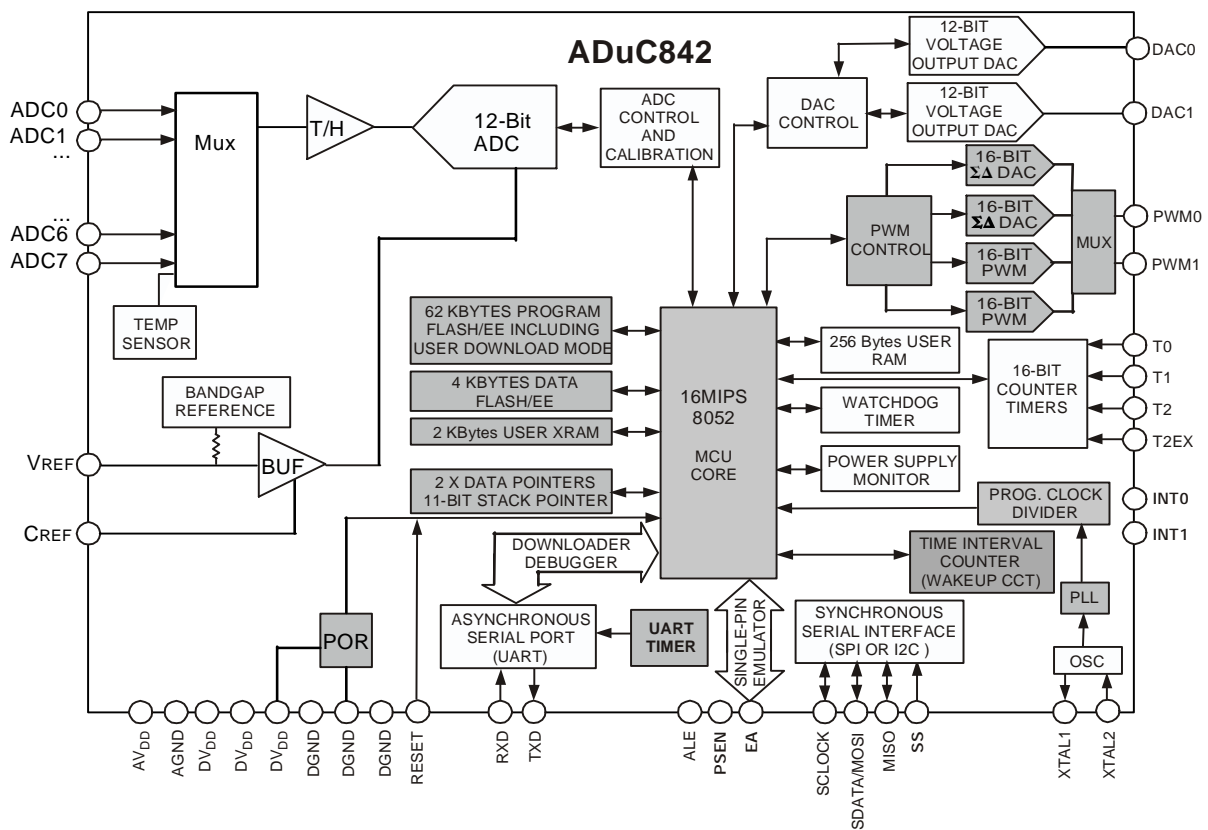 ADuC842
ADC0
ADC1
...
...
ADC6
ADC7
Mux
TEMP
SENSOR
T/H
12-Bit
ADC
ADC
CONTROL
AND
CALIBRATION
DAC
CONTROL
12-BIT
VOLTAGE
OUTPUT DAC
12-BIT
VOLTAGE
OUTPUT DAC
DAC0
DAC1
PWM
CONTROL
16-BIT
ΣΔ DAC
16-BIT
ΣΔ DAC
16-BIT
PWM
16-BIT
PWM
MUX
PWM0
PWM1
BANDGAP
REFERENCE
VREF
BUF
CREF
62 KBYTES PROGRAM
FLASH/EE INCLUDING
USER DOWNLOAD MODE
4 KBYTES DATA
FLASH/EE
2 KBytes USER XRAM
2 X DATA POINTERS
11-BIT STACK POINTER
16MIPS
8052
MCU
CORE
256 Bytes USER
RAM
WATCHDOG
TIMER
POWER SUPPLY
MONITOR
16-BIT
COUNTER
TIMERS
T0
T1
T2
T2EX
INT0
INT1
PROG. CLOCK
DIVIDER
TIME INTERVAL
COUNTER
(WAKEUP CCT)
PLL
OSC
DOWNLOADER
DEBUGGER
POR
ASYNCHRONOUS
SERIAL PORT
(UART)
UART
TIMER
SINGLE-PIN
EMULATOR
SYNCHRONOUS
SERIAL INTERFACE
(SPI OR I2C )
AVDD
AGND
DVDD
DVDD
DVDD
DGND
DGND
DGND
RESET
RXD
TXD
ALE
PSEN
EA
SCLOCK
SDATA/MOSI
MISO
SS
XTAL1
XTAL2